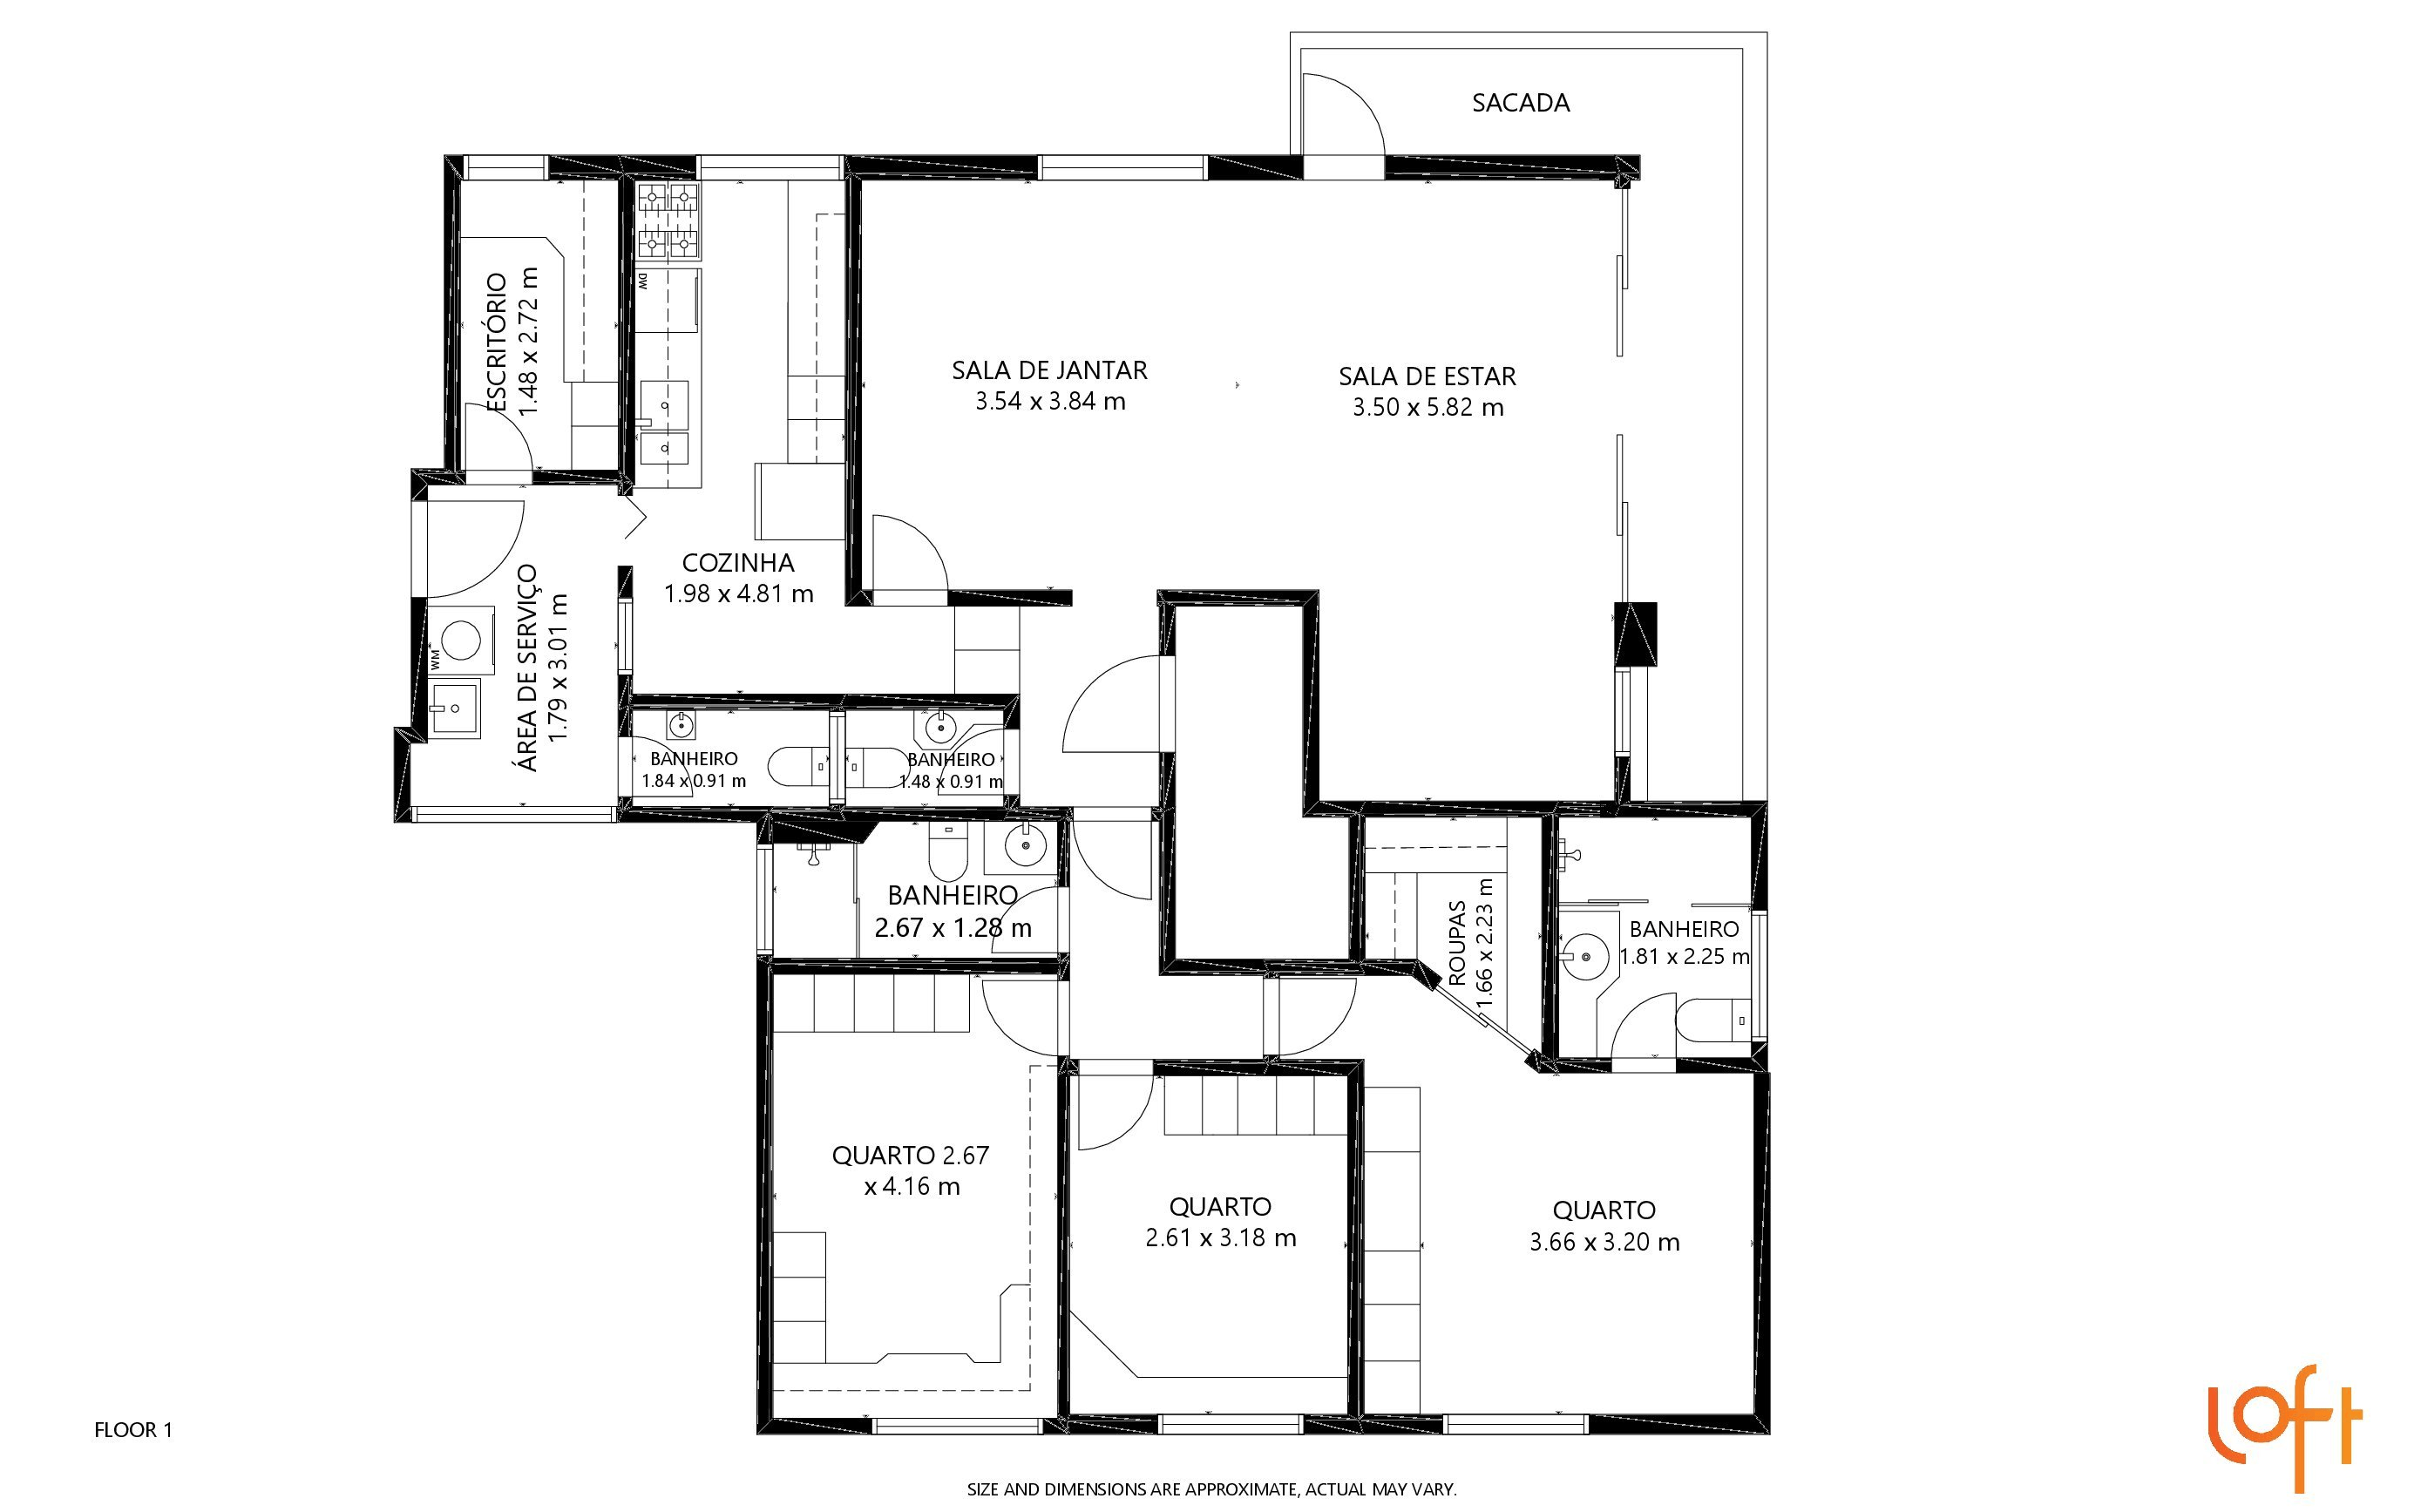 SACADA
ESCRITÓRIO
1.48 x 2.72 m
DW
SALA DE JANTAR
3.54 x 3.84 m
SALA DE ESTAR
3.50 x 5.82 m
COZINHA
1.98 x 4.81 m
ÁREA DE SERVIÇO
1.79 x 3.01 m
WM
BANHEIRO
1.84 x 0.91 m
BANHEIRO
1.48 x 0.91 m
BANHEIRO
2.67 x 1.28 m
ROUPAS
1.66 x 2.23 m
BANHEIRO
1.81 x 2.25 m
QUARTO 2.67
x 4.16 m
QUARTO
2.61 x 3.18 m
QUARTO
3.66 x 3.20 m
FLOOR 1
loft
SIZE AND DIMENSIONS ARE APPROXIMATE, ACTUAL MAY VARY.